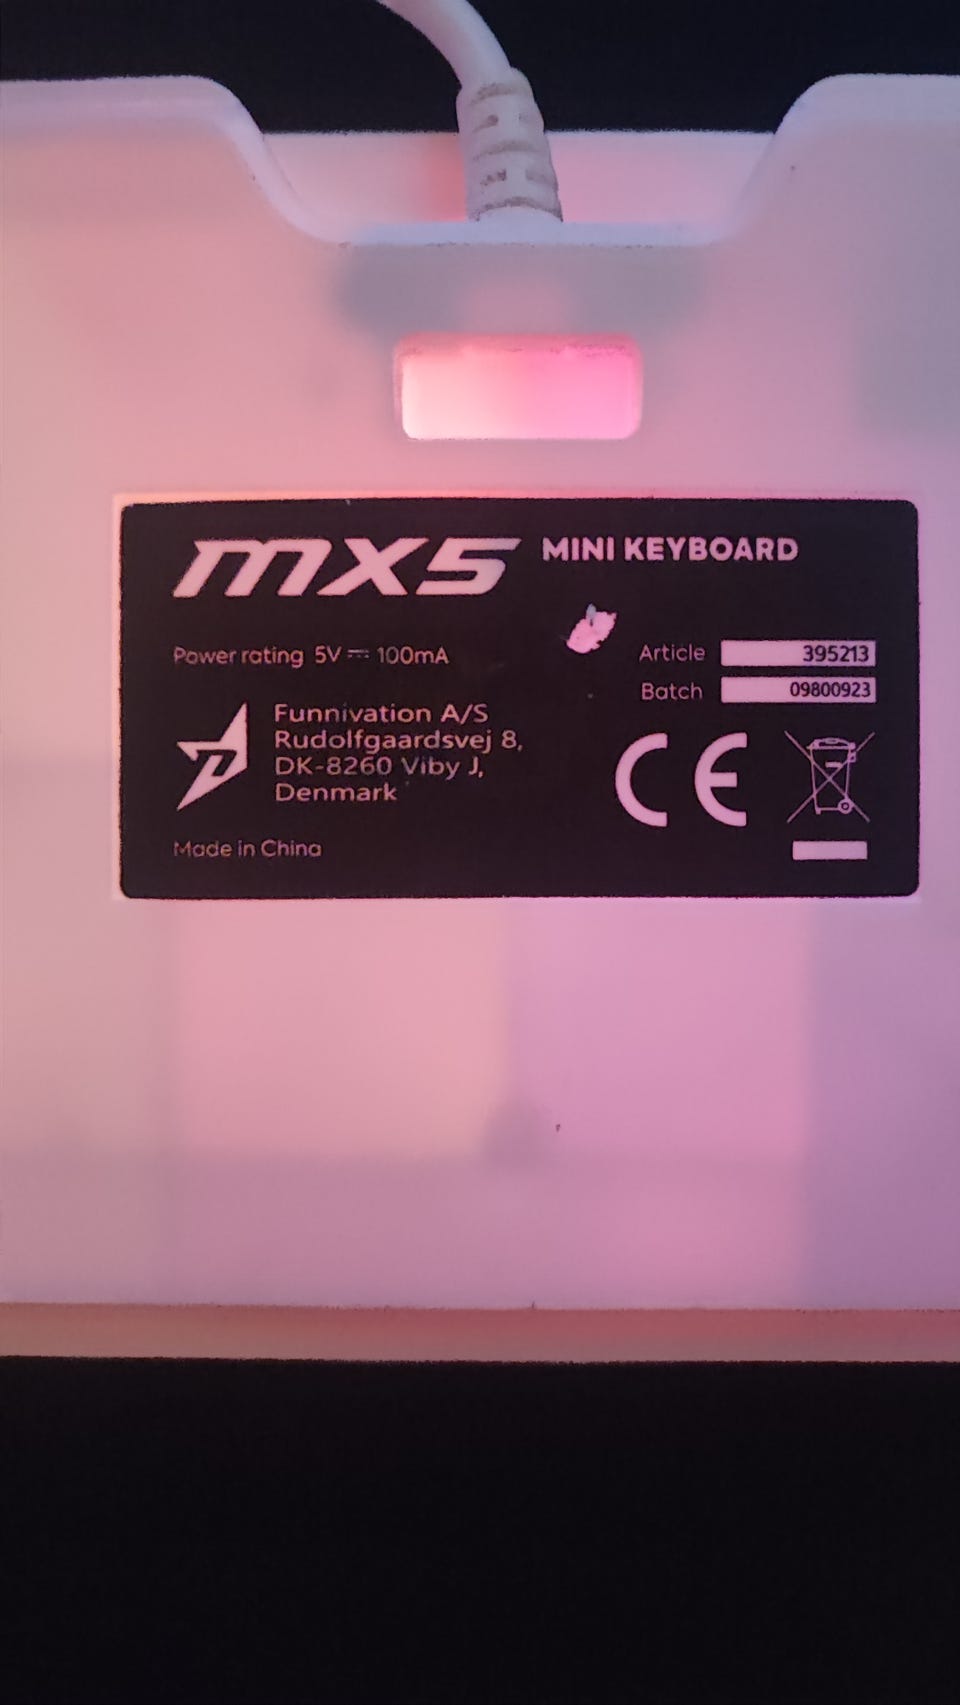 mx5 MINI KEYBOARD
Power rating 5V ⎓ 100mA
Article 395213
Batch 09800923
Funnivation A/S
Rudolfgaardsvej 8,
DK-8260 Viby J,
Denmark
CE
Made in China